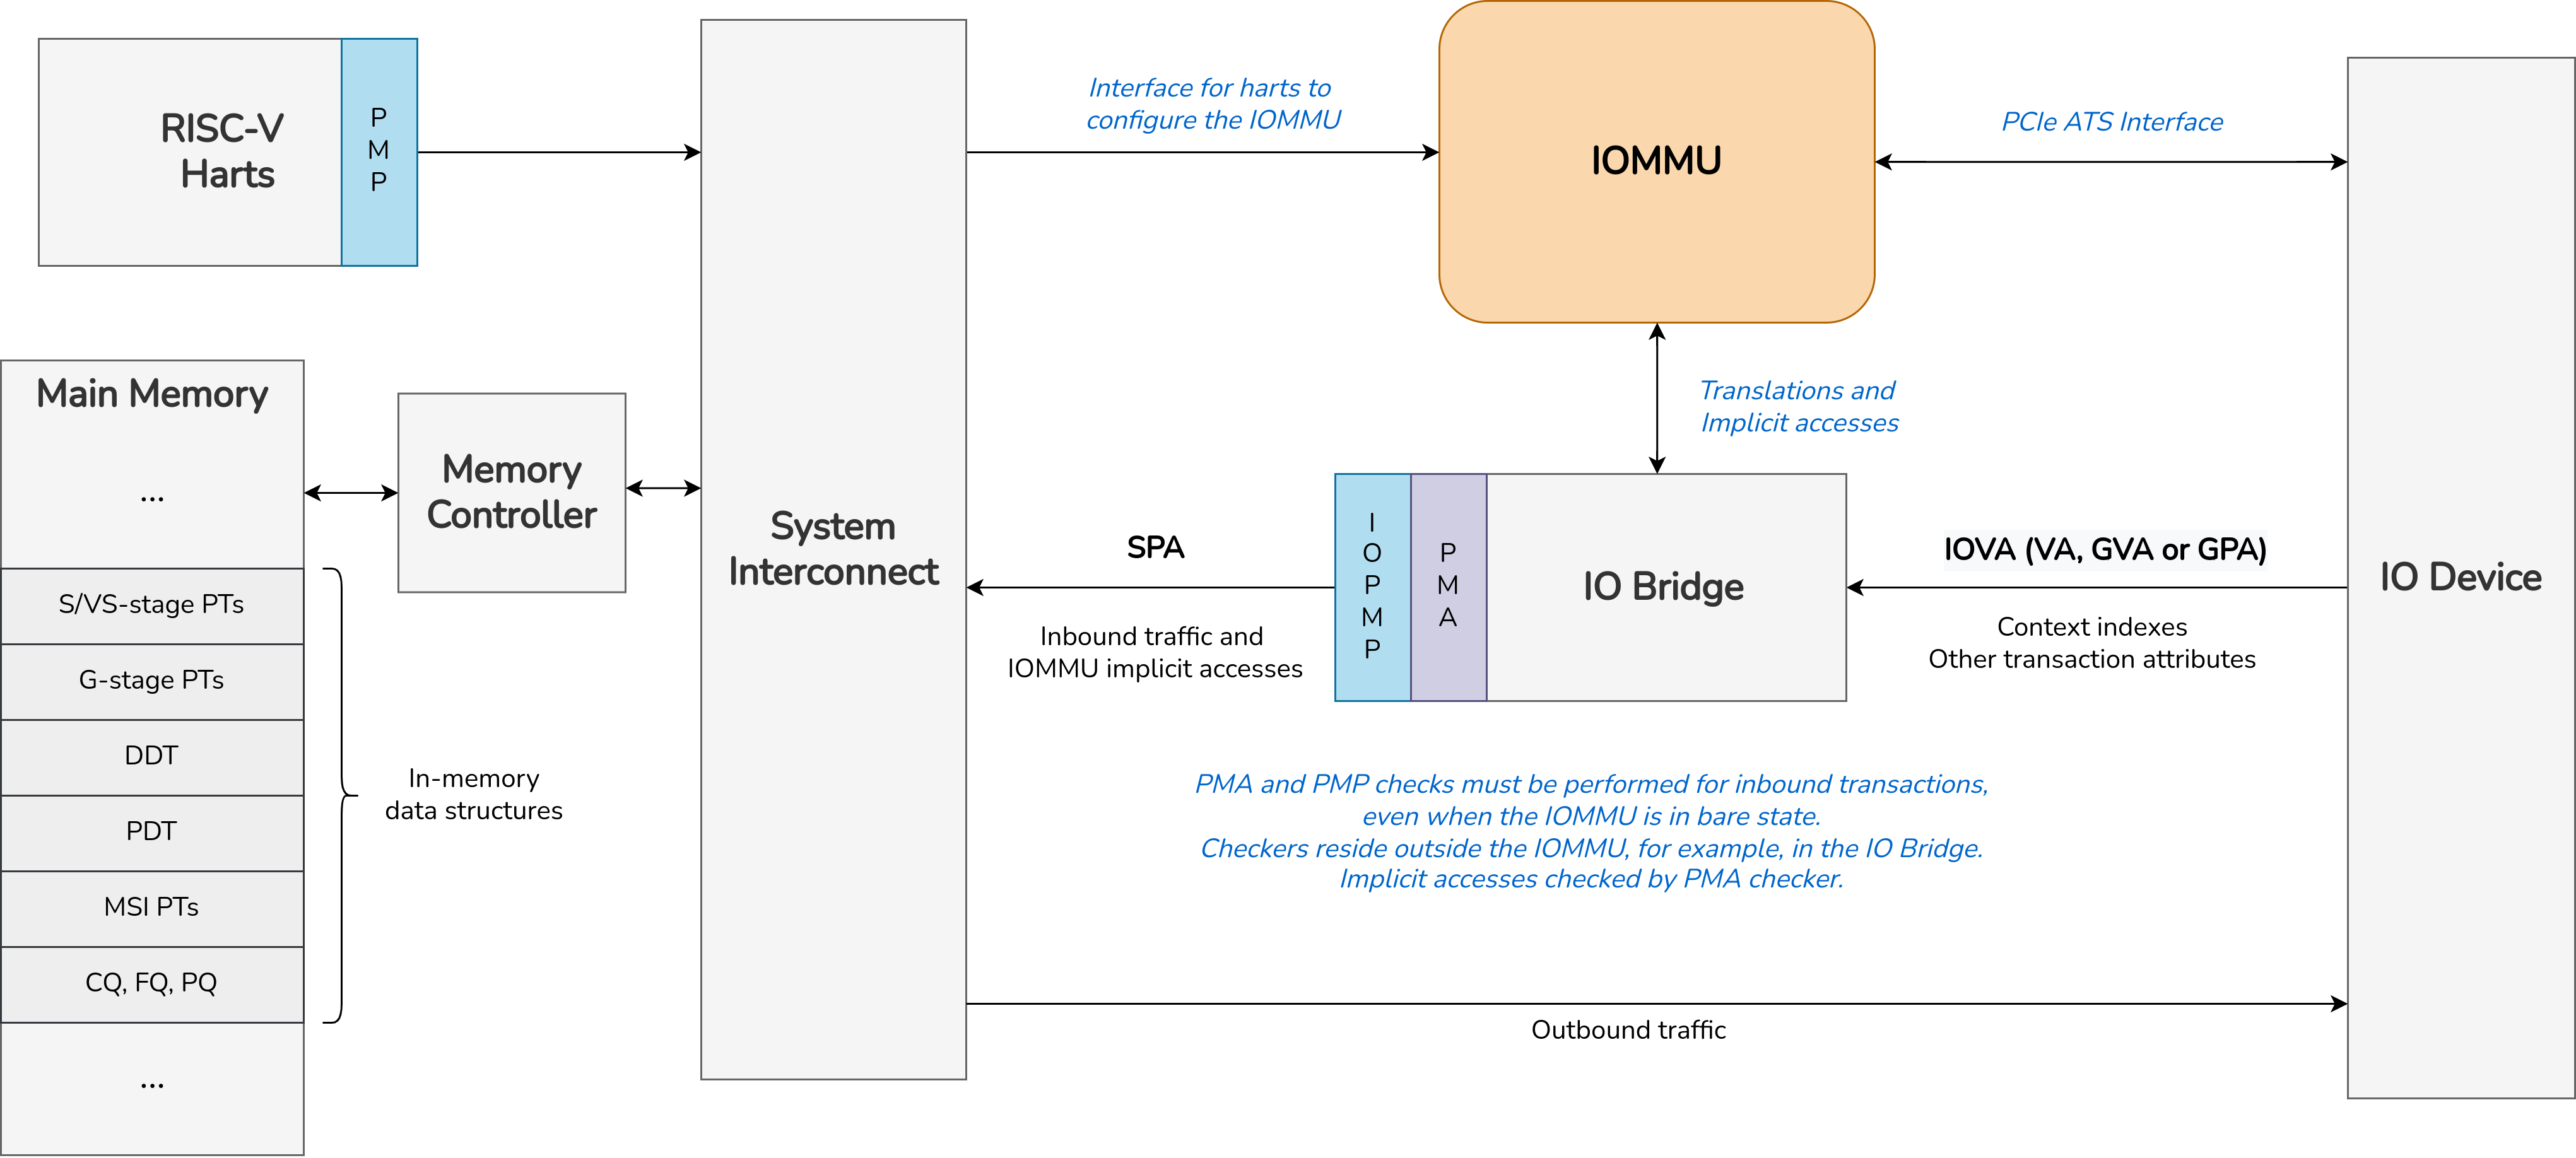 RISC-V
Harts
P
M
P
Interface for harts to
configure the IOMMU
IOMMU
PCIe ATS Interface
Main Memory
...
S/VS-stage PTs
G-stage PTs
DDT
PDT
MSI PTs
CQ, FQ, PQ
...
In-memory
data structures
Memory
Controller
System
Interconnect
Translations and
Implicit accesses
SPA
Inbound traffic and
IOMMU implicit accesses
I
O
P
M
P
P
M
A
IO Bridge
IOVA (VA, GVA or GPA)
Context indexes
Other transaction attributes
IO Device
PMA and PMP checks must be performed for inbound transactions,
even when the IOMMU is in bare state.
Checkers reside outside the IOMMU, for example, in the IO Bridge.
Implicit accesses checked by PMA checker.
Outbound traffic